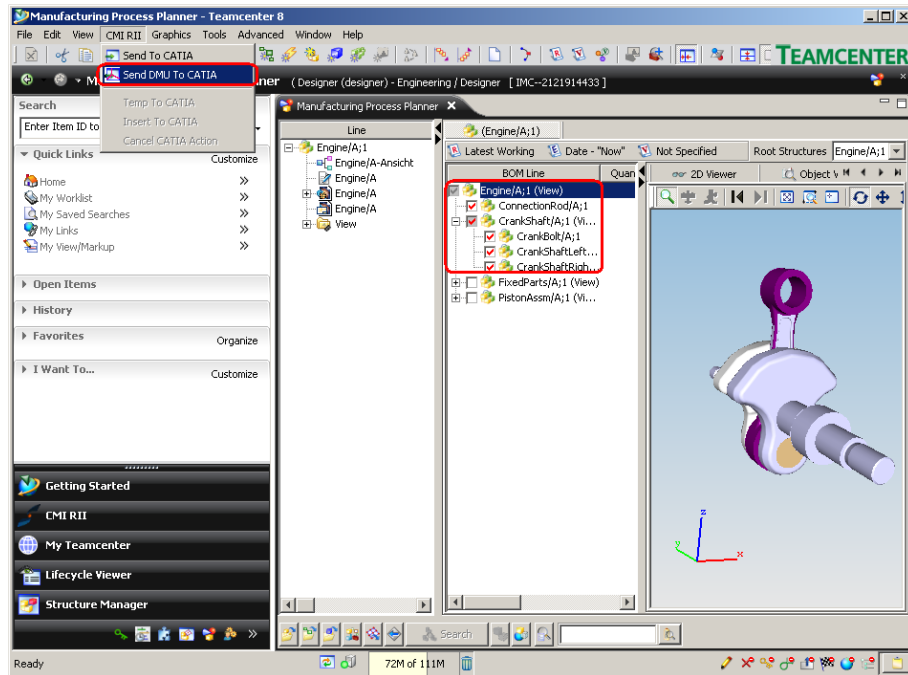 Manufacturing Process Planner - Teamcenter 8
File Edit View CMI RII Graphics Tools Advanced Window Help
Send To CATIA
TEAMCENTER
Send DMU To CATIA
( Designer (designer) - Engineering / Designer [ IMC--2121914433 ]
Temp To CATIA
Insert To CATIA
Cancel CATIA Action
Search
Enter Item ID to
Quick Links
Customize
Home
My Worklist
My Saved Searches
My Links
My View/Markup
Open Items
History
Favorites
Organize
I Want To...
Customize
Getting Started
CMI RII
My Teamcenter
Lifecycle Viewer
Structure Manager
Manufacturing Process Planner
Line
Engine/A;1
Engine/A-Ansicht
Engine/A
Engine/A
Engine/A
View
(Engine/A;1)
Latest Working Date - "Now" Not Specified Root Structures Engine/A;1
BOM Line Quan
2D Viewer Object V
Engine/A;1 (View)
ConnectionRod/A;1
CrankShaft/A;1 (Vi...
CrankBolt/A;1
CrankShaftLeft...
CrankShaftRigh...
FixedParts/A;1 (View)
PistonAssm/A;1 (Vi...
z
y
x
Search
Ready
72M of 111M